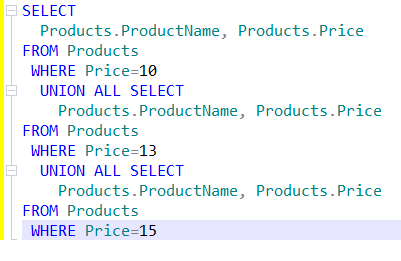 SELECT
Products.ProductName, Products.Price
FROM Products
WHERE Price=10
UNION ALL SELECT
Products.ProductName, Products.Price
FROM Products
WHERE Price=13
UNION ALL SELECT
Products.ProductName, Products.Price
FROM Products
WHERE Price=15